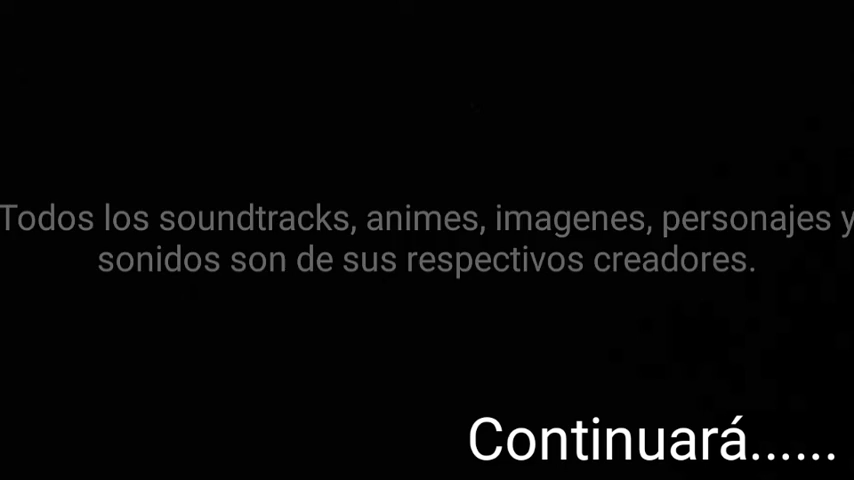 Todos los soundtracks, animes, imagenes, personajes y
sonidos son de sus respectivos creadores.
Continuará......